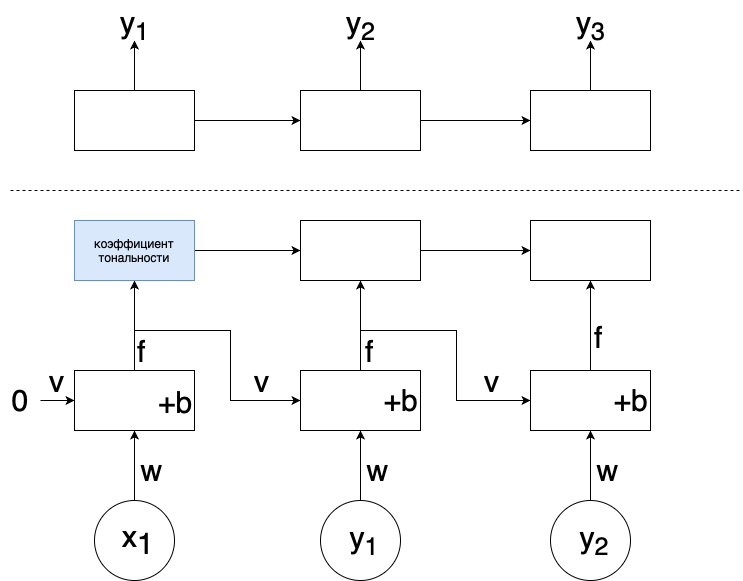 y₁ y₂ y₃
коэффициент
тональности
f f f
0 v v v
+b +b +b
w w w
x₁ y₁ y₂